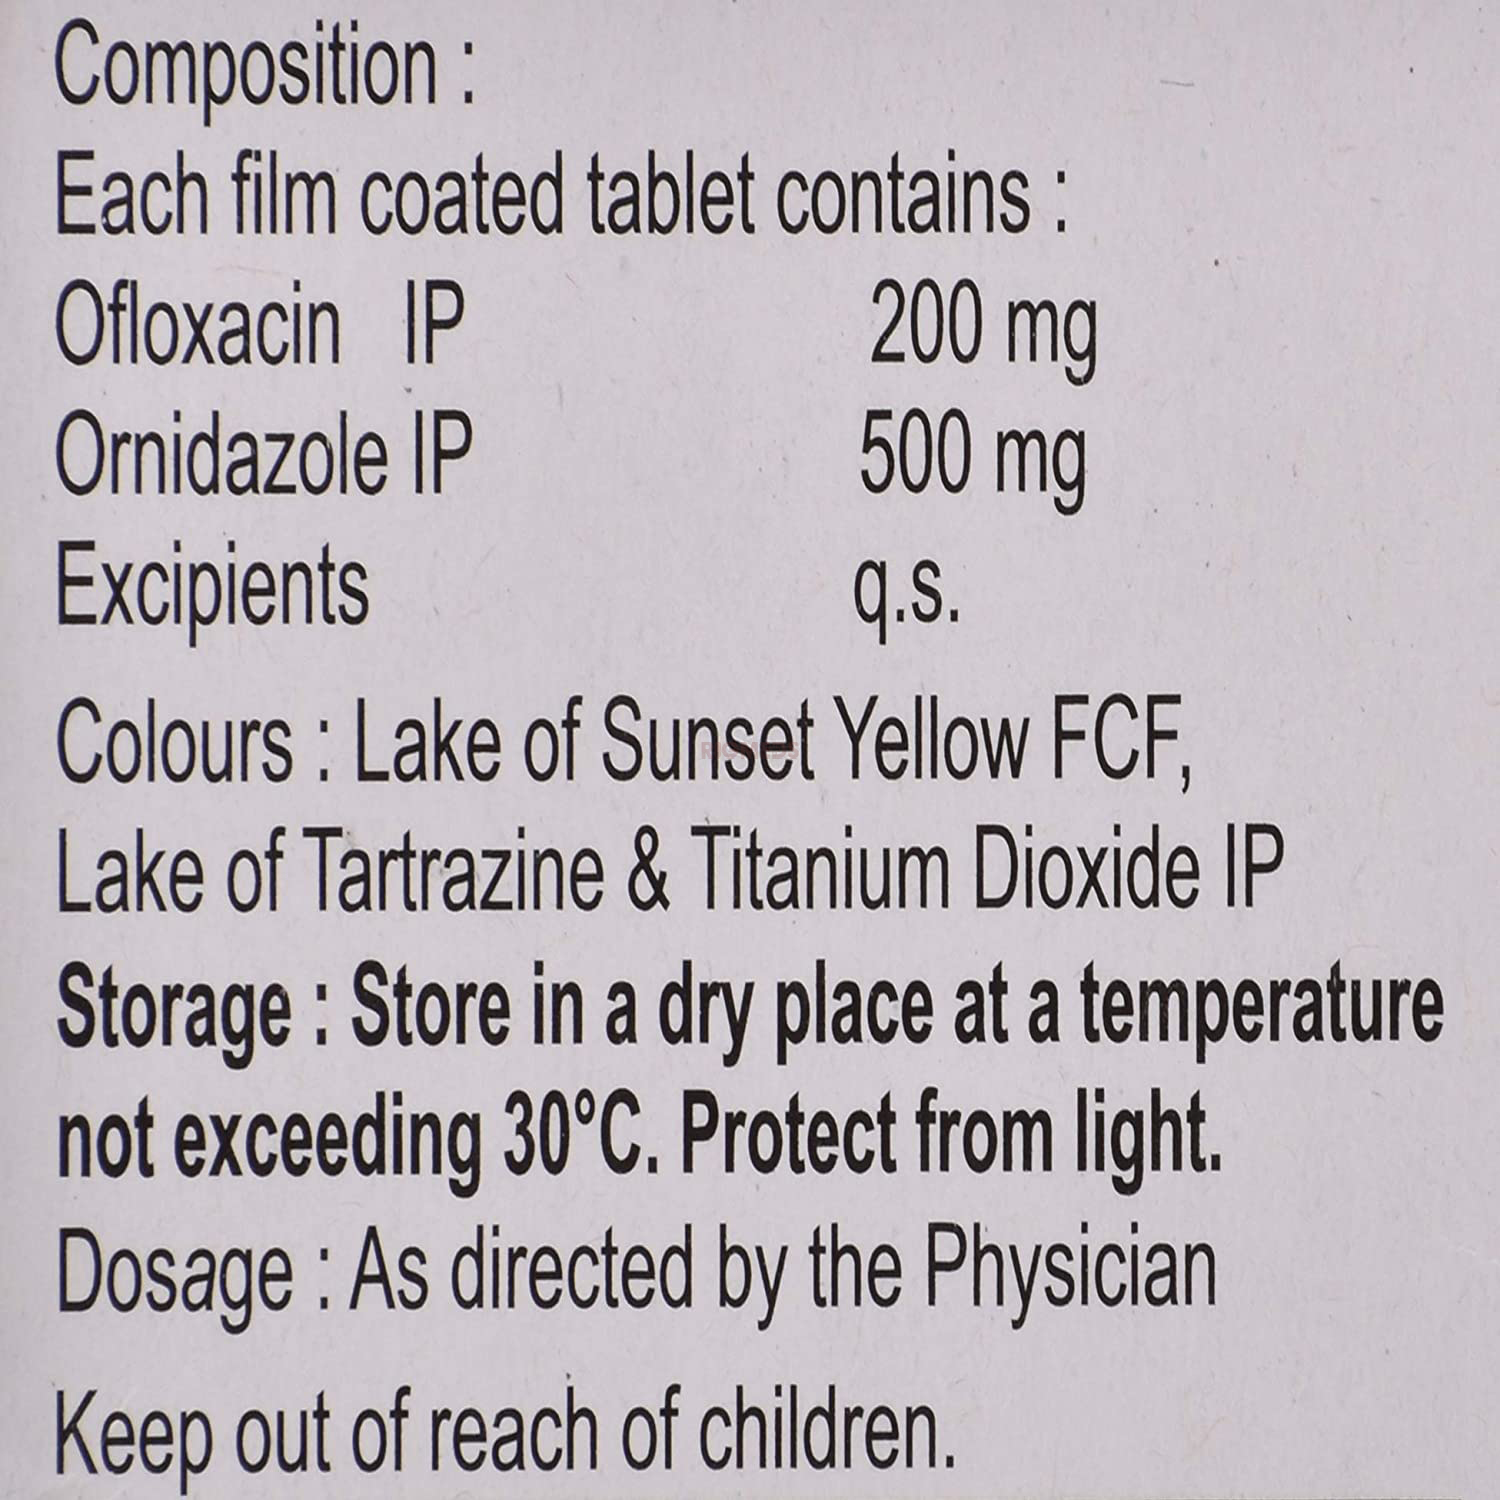 Composition :
Each film coated tablet contains :
Ofloxacin IP 200 mg
Ornidazole IP 500 mg
Excipients q.s.
Colours : Lake of Sunset Yellow FCF,
Lake of Tartrazine & Titanium Dioxide IP
Storage : Store in a dry place at a temperature
not exceeding 30°C. Protect from light.
Dosage : As directed by the Physician
Keep out of reach of children.